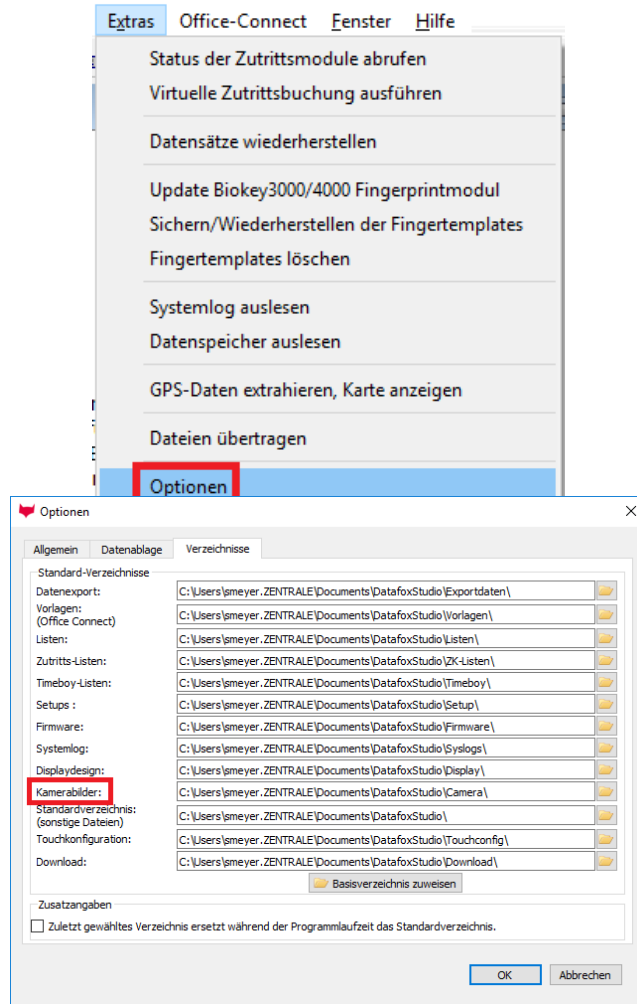 Extras Office-Connect Fenster Hilfe
Status der Zutrittsmodule abrufen
Virtuelle Zutrittsbuchung ausführen
Datensätze wiederherstellen
Update Biokey3000/4000 Fingerprintmodul
Sichern/Wiederherstellen der Fingertemplates
Fingertemplates löschen
Systemlog auslesen
Datenspeicher auslesen
GPS-Daten extrahieren, Karte anzeigen
Dateien übertragen
Optionen
Optionen
Allgemein Datenablage Verzeichnisse
Standard-Verzeichnisse
Datenexport: C:\Users\smeyer.ZENTRALE\Documents\DatafoxStudio\Exportdaten\
Vorlagen:
(Office Connect) C:\Users\smeyer.ZENTRALE\Documents\DatafoxStudio\Vorlagen\
Listen: C:\Users\smeyer.ZENTRALE\Documents\DatafoxStudio\Listen\
Zutritts-Listen: C:\Users\smeyer.ZENTRALE\Documents\DatafoxStudio\ZK-Listen\
Timeboy-Listen: C:\Users\smeyer.ZENTRALE\Documents\DatafoxStudio\Timeboy\
Setups : C:\Users\smeyer.ZENTRALE\Documents\DatafoxStudio\Setup\
Firmware: C:\Users\smeyer.ZENTRALE\Documents\DatafoxStudio\Firmware\
Systemlog: C:\Users\smeyer.ZENTRALE\Documents\DatafoxStudio\Syslogs\
Displaydesign: C:\Users\smeyer.ZENTRALE\Documents\DatafoxStudio\Display\
Kamerabilder: C:\Users\smeyer.ZENTRALE\Documents\DatafoxStudio\Camera\
Standardverzeichnis:
(sonstige Dateien) C:\Users\smeyer.ZENTRALE\Documents\DatafoxStudio\
Touchkonfiguration: C:\Users\smeyer.ZENTRALE\Documents\DatafoxStudio\Touchconfig\
Download: C:\Users\smeyer.ZENTRALE\Documents\DatafoxStudio\Download\
Basisverzeichnis zuweisen
Zusatzangaben
Zuletzt gewähltes Verzeichnis ersetzt während der Programmlaufzeit das Standardverzeichnis.
OK Abbrechen